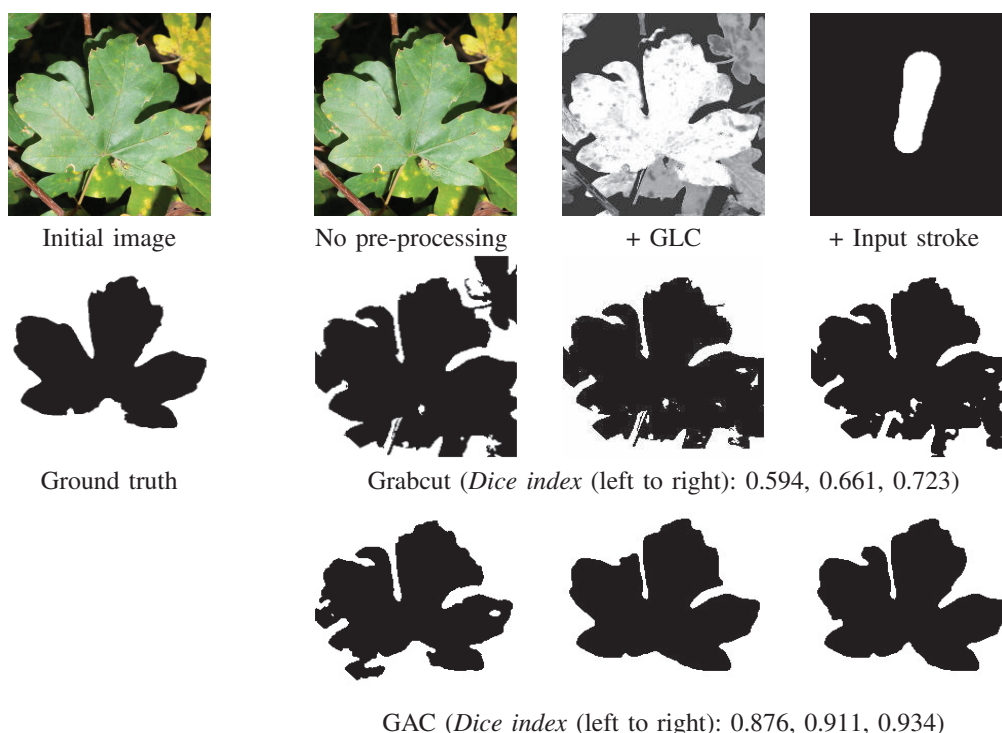 Initial image
No pre-processing
+ GLC
+ Input stroke
Ground truth
Grabcut (Dice index (left to right): 0.594, 0.661, 0.723)
GAC (Dice index (left to right): 0.876, 0.911, 0.934)